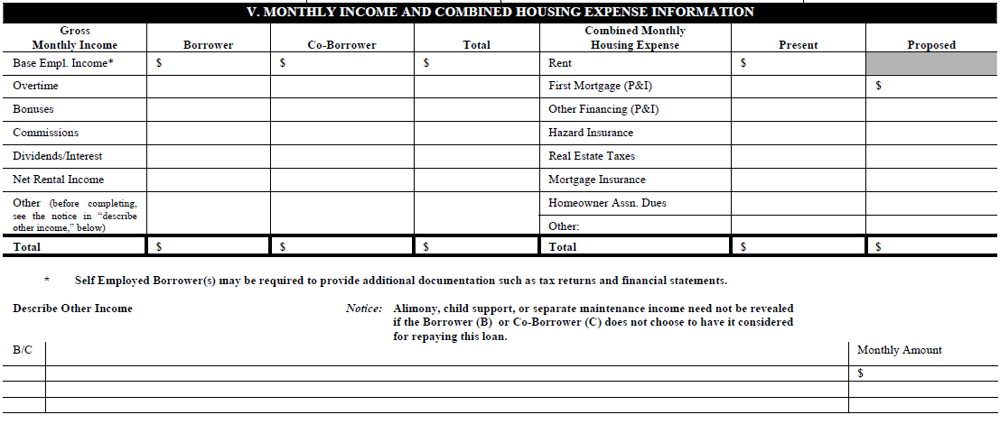 V. MONTHLY INCOME AND COMBINED HOUSING EXPENSE INFORMATION
Gross
Monthly Income
Borrower
Co-Borrower
Total
Combined Monthly
Housing Expense
Present
Proposed
Base Empl. Income*
$
$
$
Rent
$
Overtime
First Mortgage (P&I)
$
Bonuses
Other Financing (P&I)
Commissions
Hazard Insurance
Dividends/Interest
Real Estate Taxes
Net Rental Income
Mortgage Insurance
Other (before completing,
see the notice in “describe
other income,” below)
Homeowner Assn. Dues
Other:
Total
$
$
$
Total
$
$
* Self Employed Borrower(s) may be required to provide additional documentation such as tax returns and financial statements.
Describe Other Income
Notice: Alimony, child support, or separate maintenance income need not be revealed
if the Borrower (B) or Co-Borrower (C) does not choose to have it considered
for repaying this loan.
B/C
Monthly Amount
$